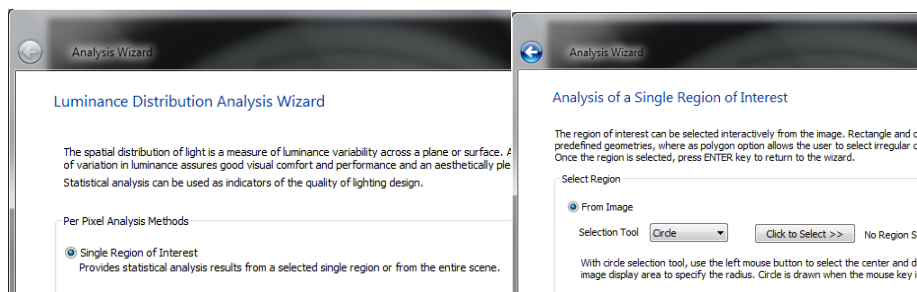 Analysis Wizard
Luminance Distribution Analysis Wizard
The spatial distribution of light is a measure of luminance variability across a plane or surface.
of variation in luminance assures good visual comfort and performance and an aesthetically ple
Statistical analysis can be used as indicators of the quality of lighting design.
Per Pixel Analysis Methods
Single Region of Interest
Provides statistical analysis results from a selected single region or from the entire scene.
Analysis Wizard
Analysis of a Single Region of Interest
The region of interest can be selected interactively from the image. Rectangle and c
predefined geometries, where as polygon option allows the user to select irregular c
Once the region is selected, press ENTER key to return to the wizard.
Select Region
From Image
Selection Tool Circle Click to Select >> No Region S
With circle selection tool, use the left mouse button to select the center and d
image display area to specify the radius. Circle is drawn when the mouse key i